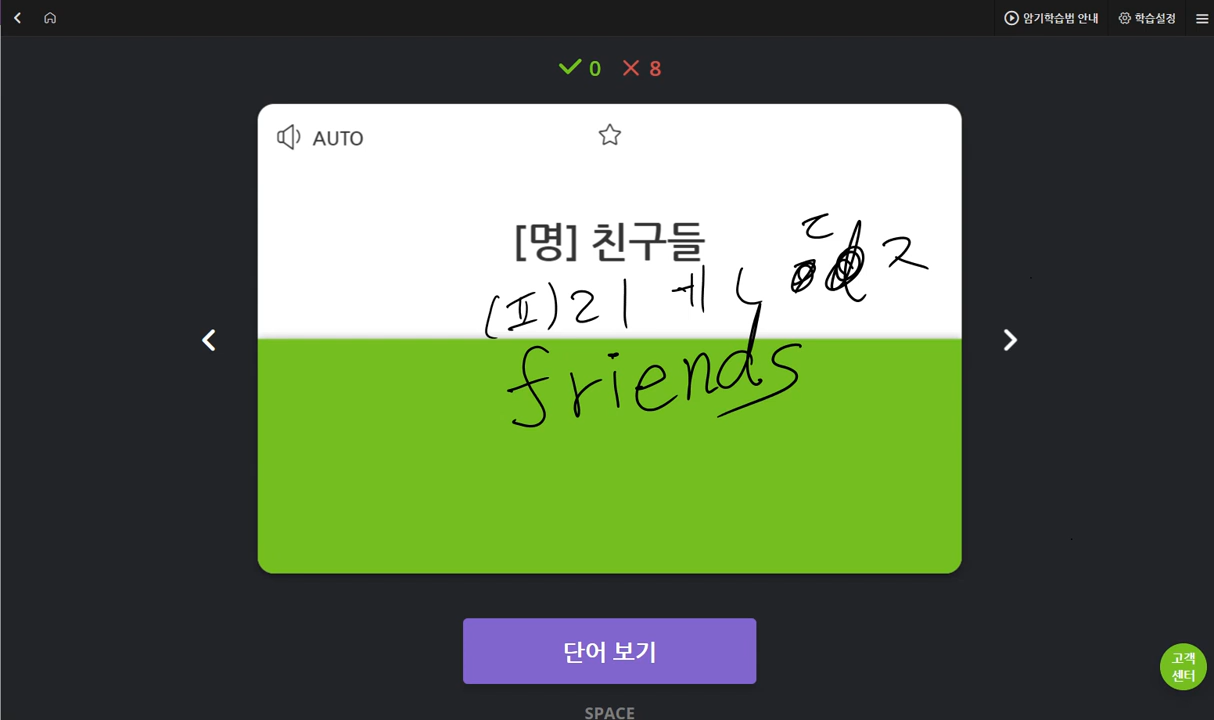 암기학습법 안내 학습설정
0 8
AUTO
[명] 친구들
friends
단어 보기
SPACE
고객
센터